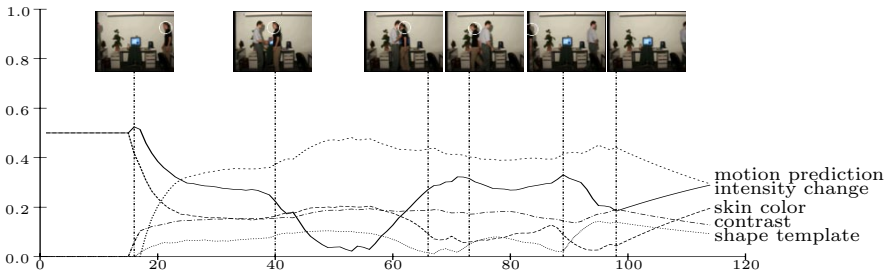 1.0
0.8
0.6
0.4
0.2
0.0
0 20 40 60 80 100 120
motion prediction
intensity change
skin color
contrast
shape template